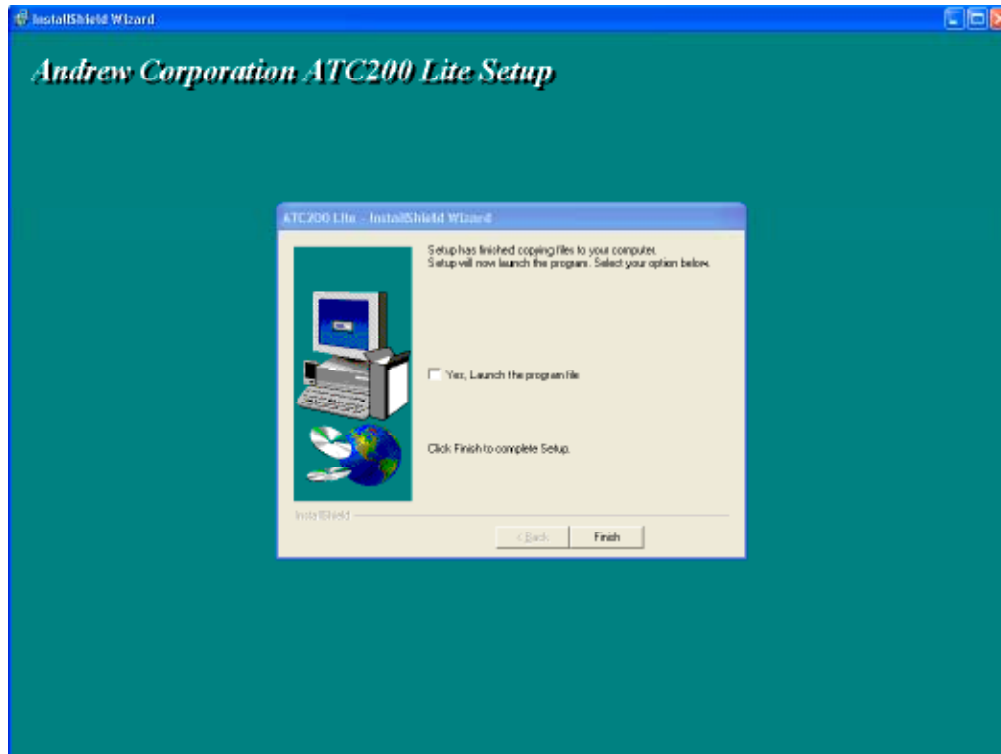 InstallShield Wizard
Andrew Corporation ATC200 Lite Setup
ATC200 Lite - InstallShield Wizard
Setup has finished copying files to your computer.
Setup will now launch the program. Select your option below.
Yes, Launch the program file
Click Finish to complete Setup.
InstallShield
< Back
Finish